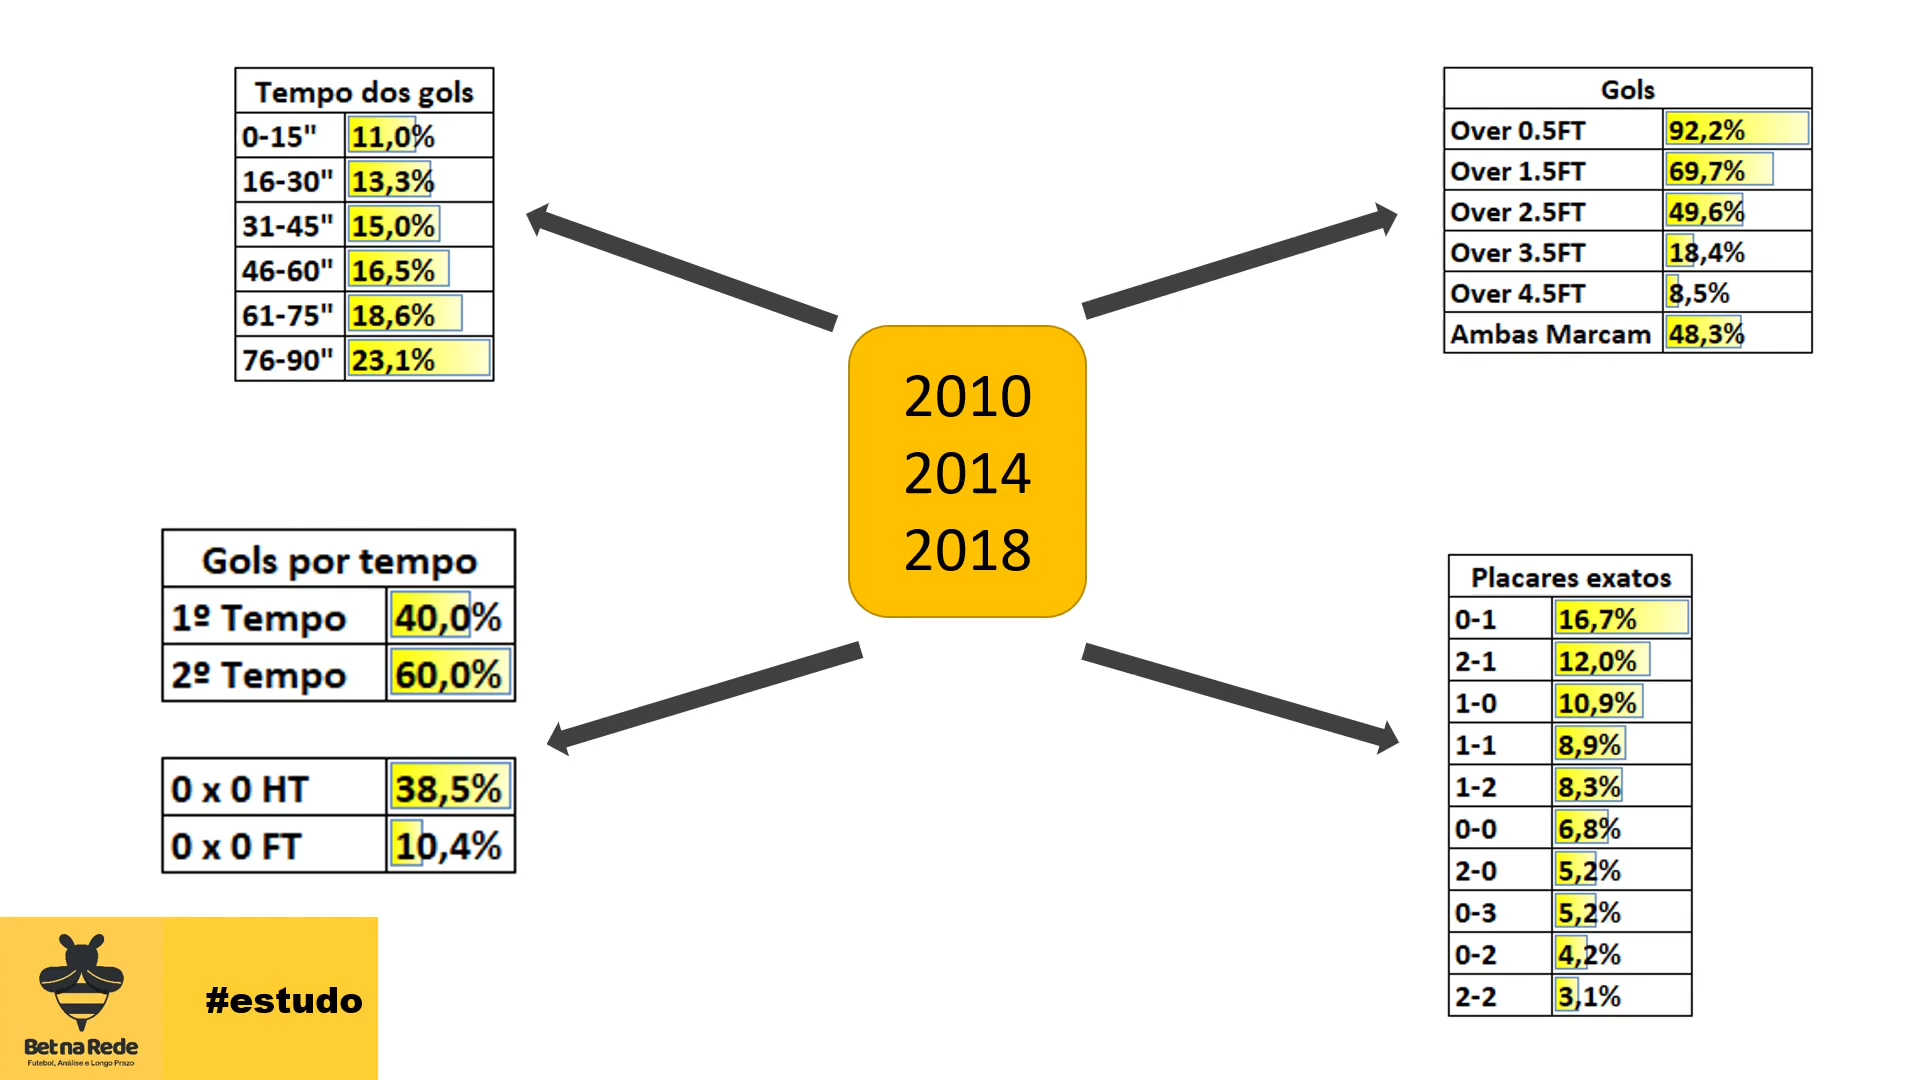 Tempo dos gols
0-15" 11,0%
16-30" 13,3%
31-45" 15,0%
46-60" 16,5%
61-75" 18,6%
76-90" 23,1%
Gols
Over 0.5FT 92,2%
Over 1.5FT 69,7%
Over 2.5FT 49,6%
Over 3.5FT 18,4%
Over 4.5FT 8,5%
Ambas Marcam 48,3%
2010
2014
2018
Gols por tempo
1º Tempo 40,0%
2º Tempo 60,0%
0 x 0 HT 38,5%
0 x 0 FT 10,4%
Placares exatos
0-1 16,7%
2-1 12,0%
1-0 10,9%
1-1 8,9%
1-2 8,3%
0-0 6,8%
2-0 5,2%
0-3 5,2%
0-2 4,2%
2-2 3,1%
#estudo
Bet na Rede
Futebol, Análise e Longo Prazo